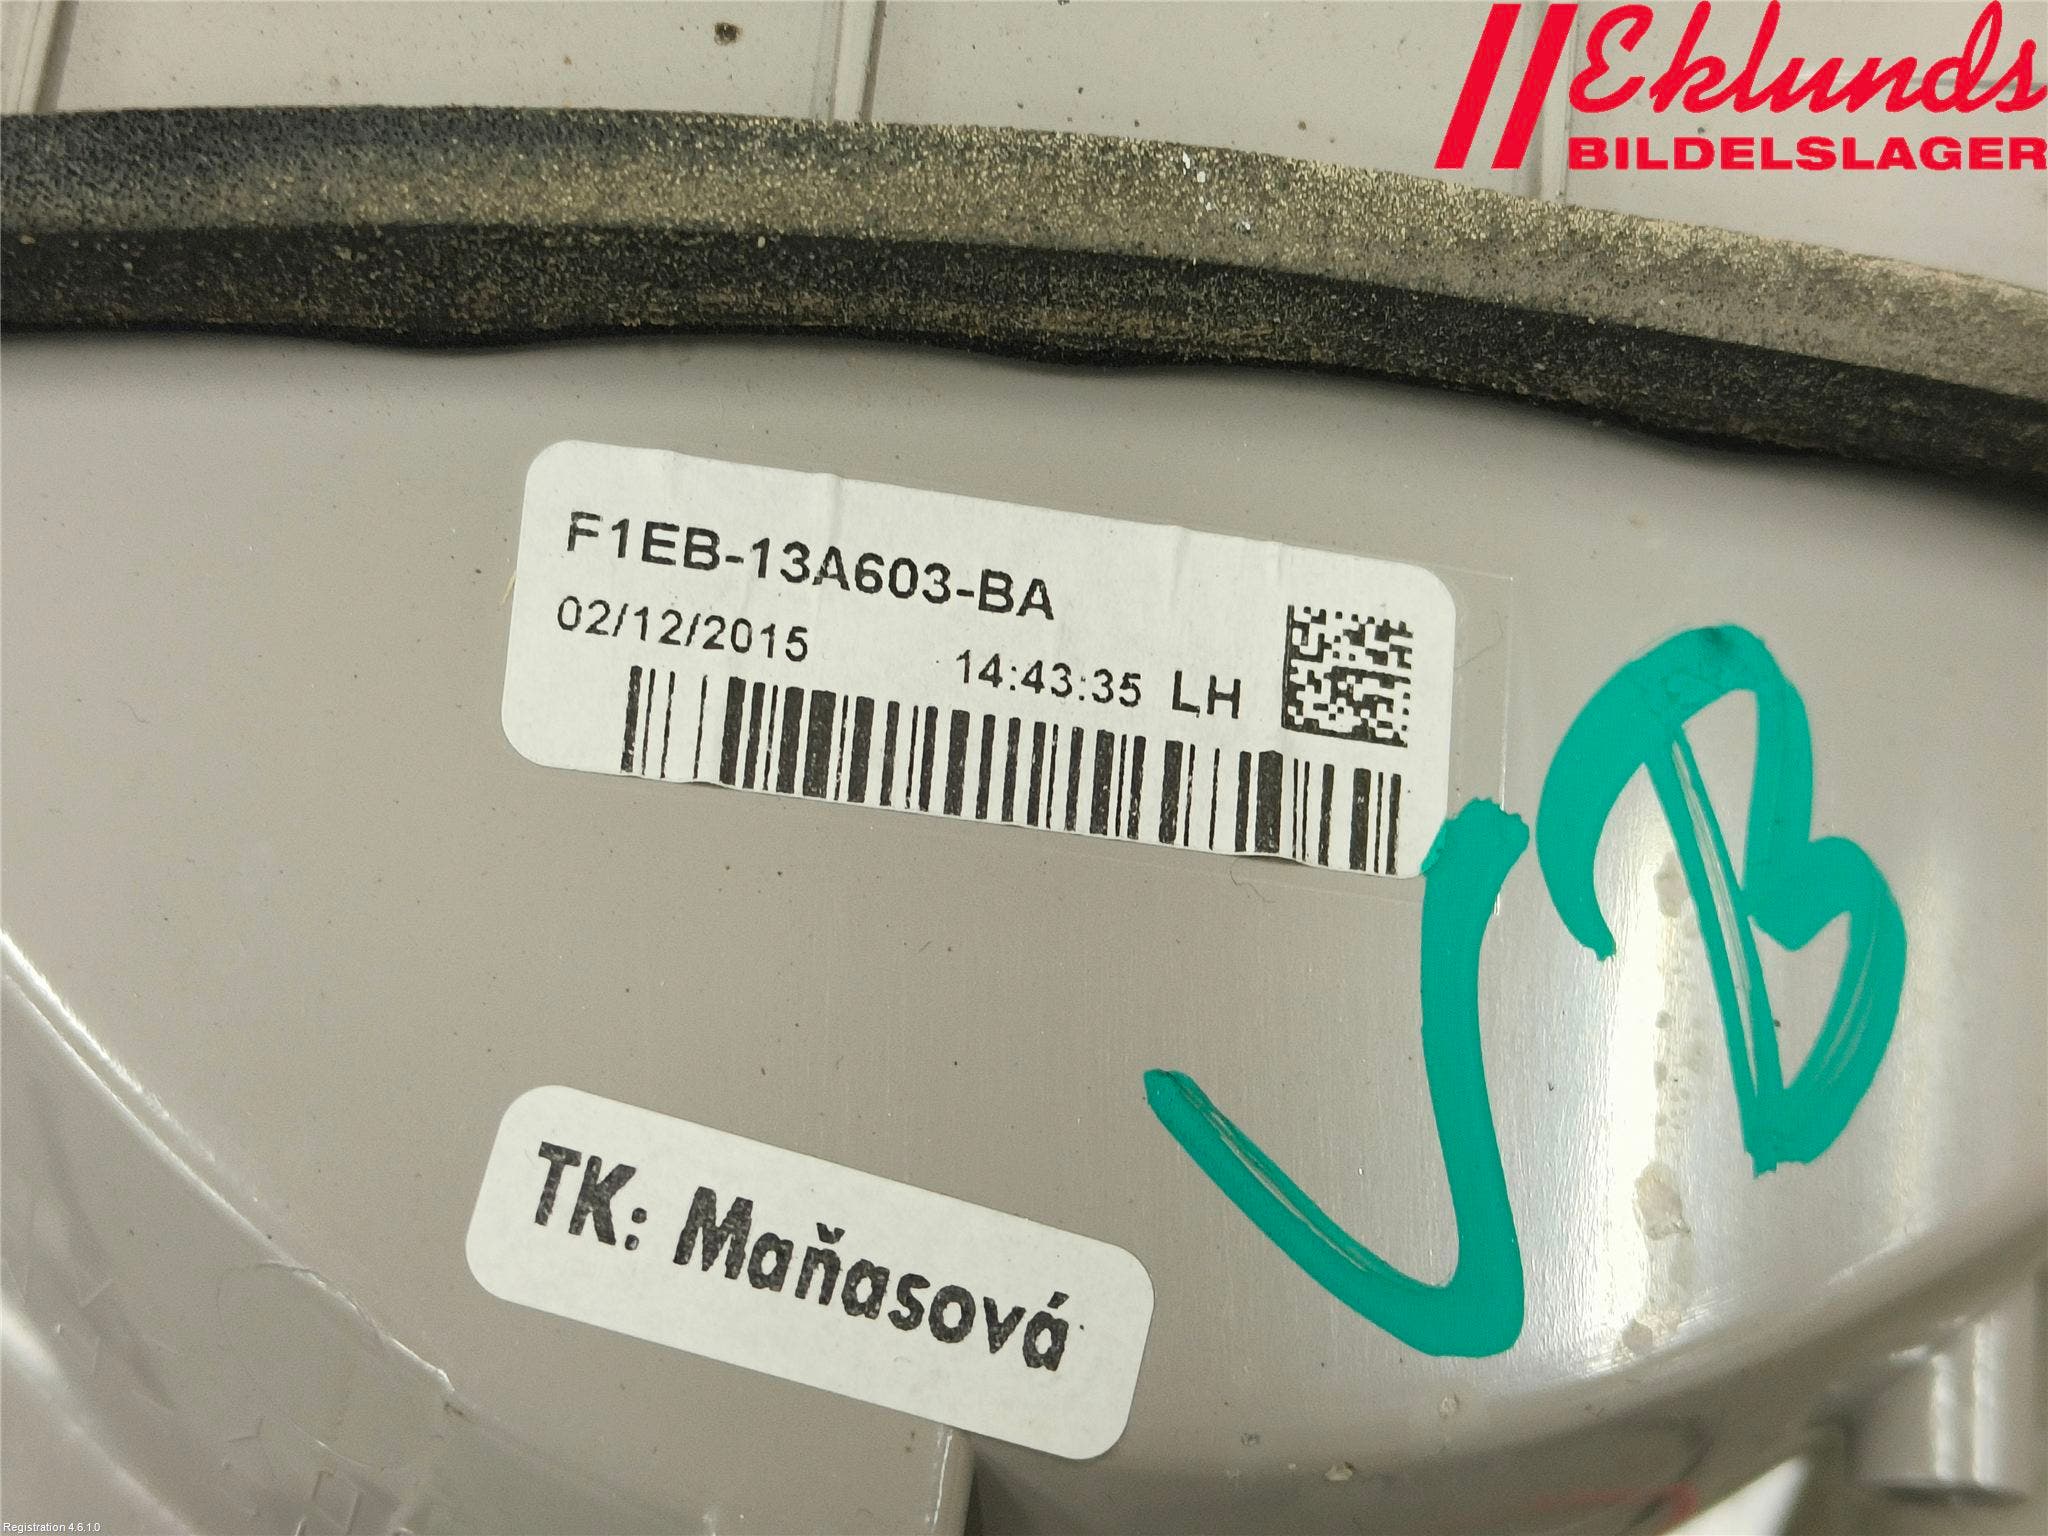 Eklunds
BILDELSLAGER
F1EB-13A603-BA
02/12/2015 14:43:35 LH
VB
TK: Maňasová
Registration 4.6.1.0